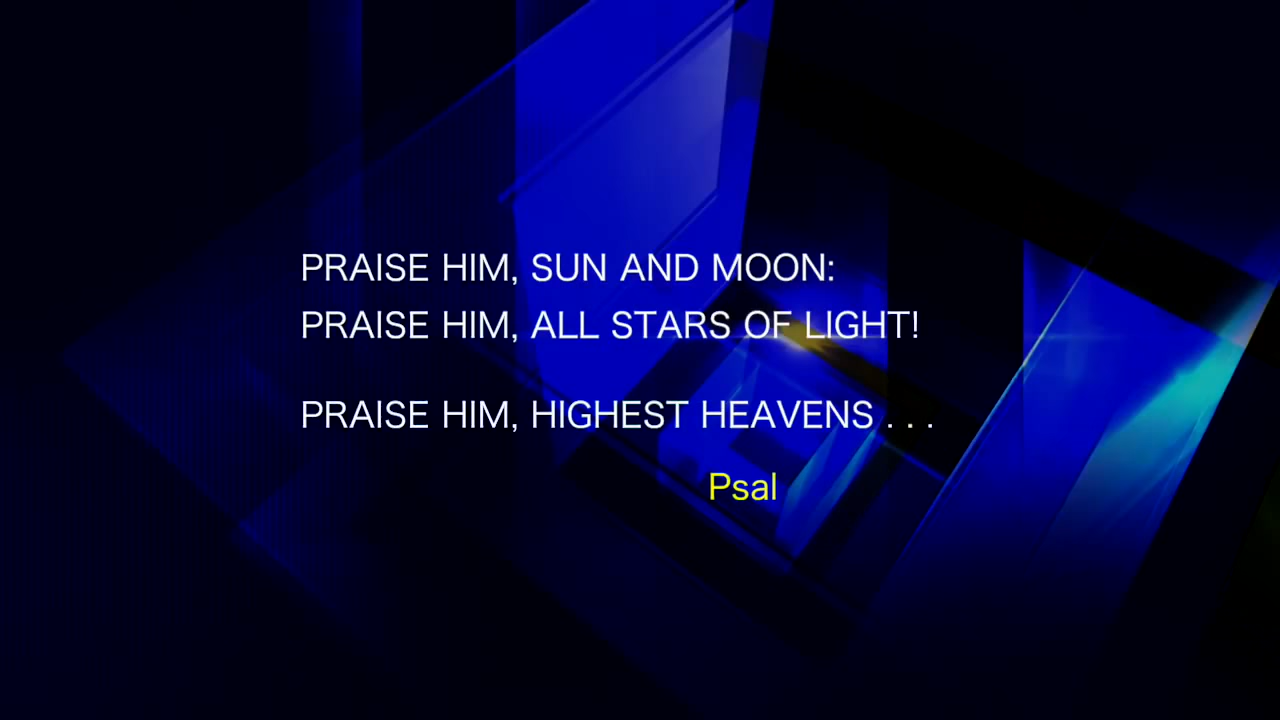 PRAISE HIM, SUN AND MOON:
PRAISE HIM, ALL STARS OF LIGHT!
PRAISE HIM, HIGHEST HEAVENS . . .
Psal